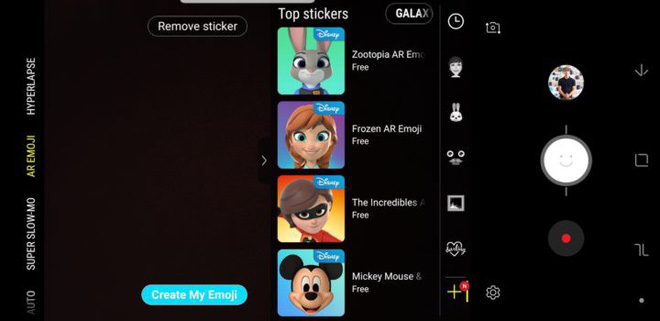 Remove sticker
Top stickers
GALAX
HYPERLAPSE
AR EMOJI
SUPER SLOW-MO
AUTO
Disney
Zootopia AR Emo
Free
Disney
Frozen AR Emoji
Free
Disney
The Incredibles A
Free
Disney
Mickey Mouse &
Free
Create My Emoji
N